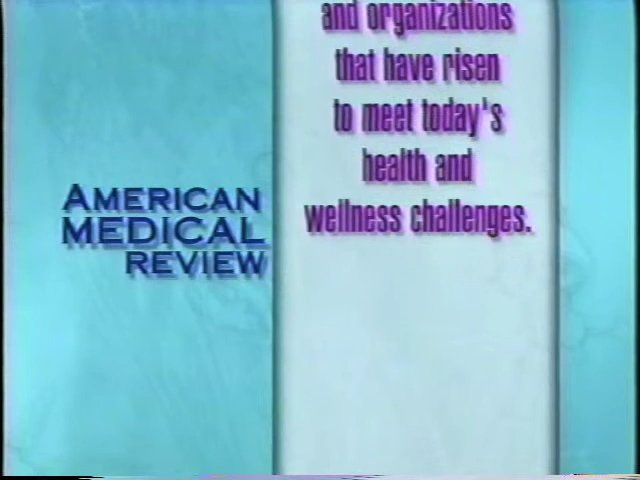 and organizations
that have risen
to meet today's
health and
wellness challenges.
AMERICAN
MEDICAL
REVIEW